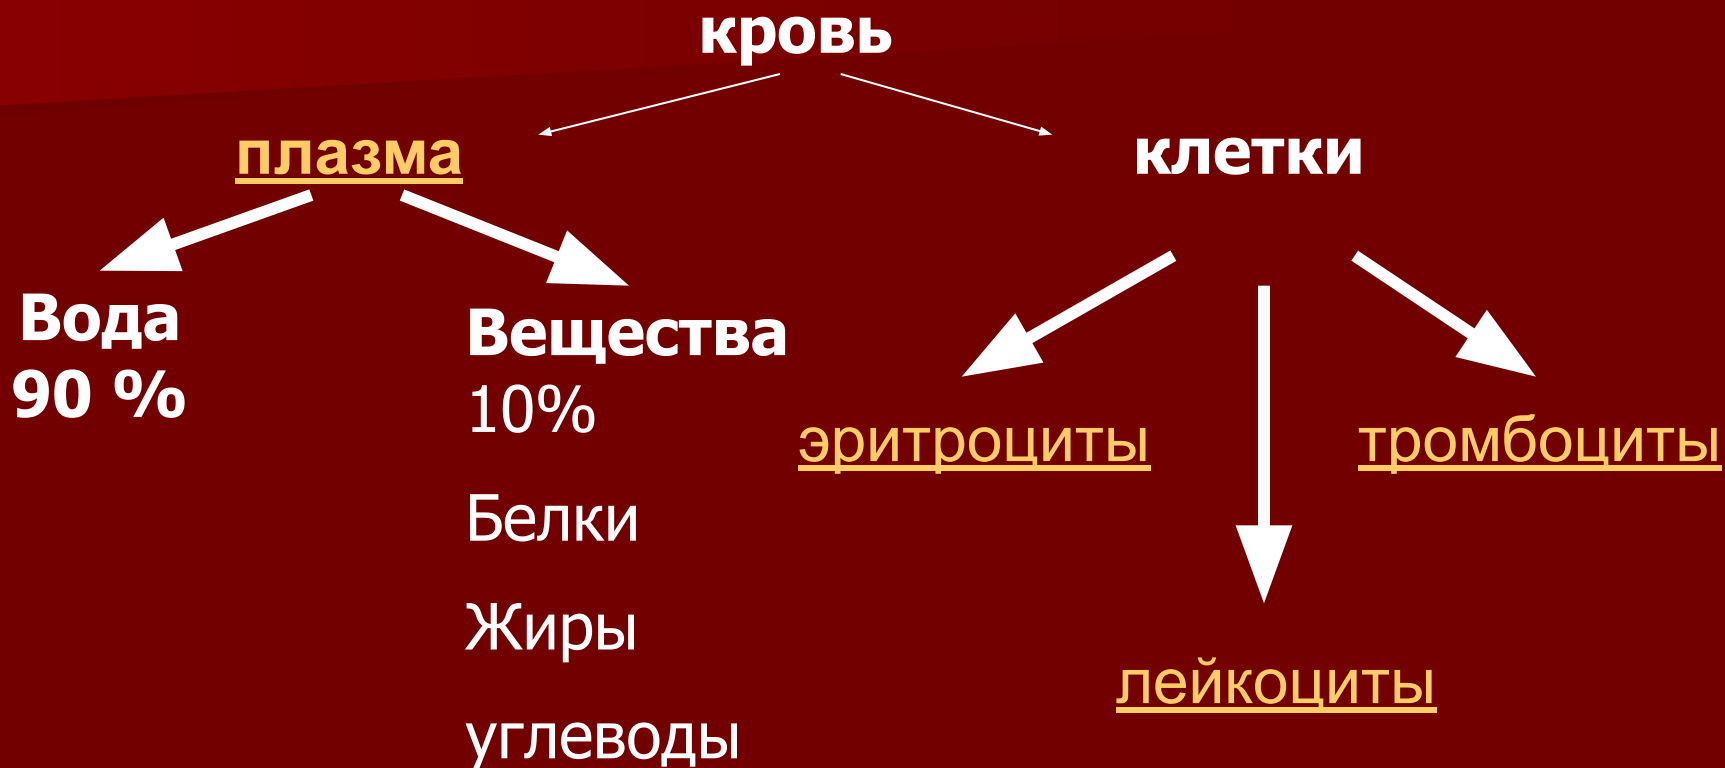 кровь
плазма
клетки
Вода
90 %
Вещества
10%
Белки
Жиры
углеводы
эритроциты
тромбоциты
лейкоциты